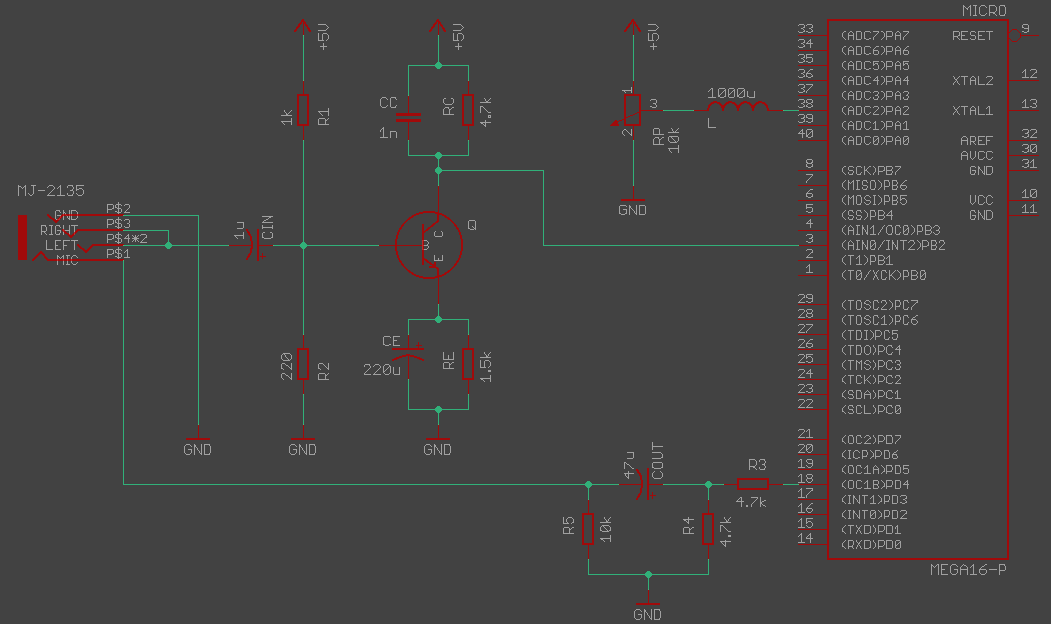 MICRO
+5V
+5V
+5V
1k
R1
CC
1n
RC
4.7k
1
3
2
RP
10k
1000u
L
GND
33 (ADC7)PA7
34 (ADC6)PA6
35 (ADC5)PA5
36 (ADC4)PA4
37 (ADC3)PA3
38 (ADC2)PA2
39 (ADC1)PA1
40 (ADC0)PA0
8 (SCK)PB7
7 (MISO)PB6
6 (MOSI)PB5
5 (SS)PB4
4 (AIN1/OC0)PB3
3 (AIN0/INT2)PB2
2 (T1)PB1
1 (T0/XCK)PB0
29 (TOSC2)PC7
28 (TOSC1)PC6
27 (TDI)PC5
26 (TDO)PC4
25 (TMS)PC3
24 (TCK)PC2
23 (SDA)PC1
22 (SCL)PC0
21 (OC2)PD7
20 (ICP)PD6
19 (OC1A)PD5
18 (OC1B)PD4
17 (INT1)PD3
16 (INT0)PD2
15 (TXD)PD1
14 (RXD)PD0
RESET 9
XTAL2 12
XTAL1 13
AREF 32
AVCC 30
GND 31
VCC 10
GND 11
MEGA16-P
MJ-2135
GND P$2
RIGHT P$3
LEFT P$4*2
MIC P$1
1u
CIN
Q
C
B
E
220
R2
CE
220u
RE
1.5k
GND
GND
GND
47u
COUT
R3
4.7k
R5
10k
R4
4.7k
GND